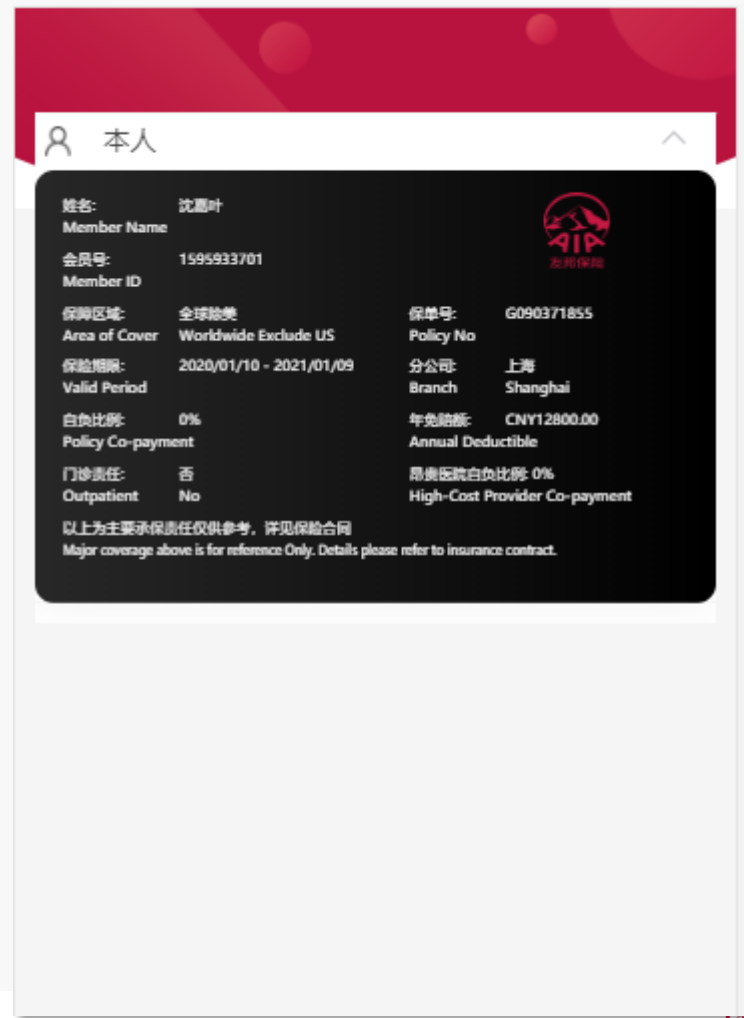 本人
姓名: 沈嘉叶
Member Name
AIA
友邦保险
会员号: 1595933701
Member ID
保障区域: 全球除美 保单号: G090371855
Area of Cover Worldwide Exclude US Policy No
保险期限: 2020/01/10 - 2021/01/09 分公司: 上海
Valid Period Branch Shanghai
自负比例: 0% 年免赔额: CNY12800.00
Policy Co-payment Annual Deductible
门诊责任: 否 昂贵医院自负比例: 0%
Outpatient No High-Cost Provider Co-payment
以上为主要承保责任仅供参考，详见保险合同
Major coverage above is for reference Only. Details please refer to insurance contract.